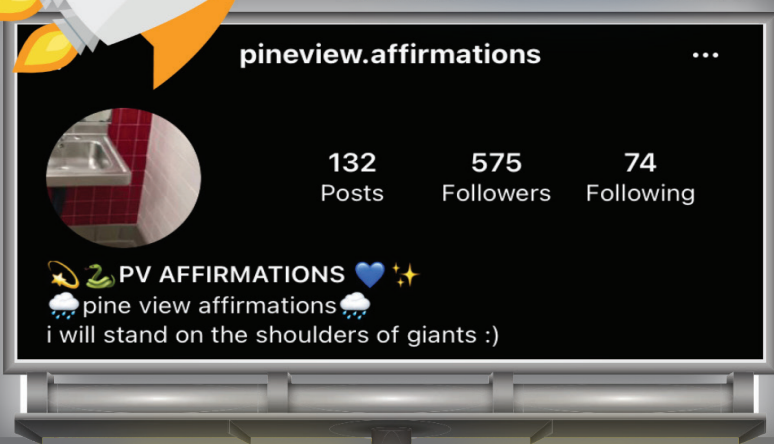 pineview.affirmations
132 575 74
Posts Followers Following
💫🐍PV AFFIRMATIONS 💙✨
🌧️pine view affirmations🌧️
i will stand on the shoulders of giants :)